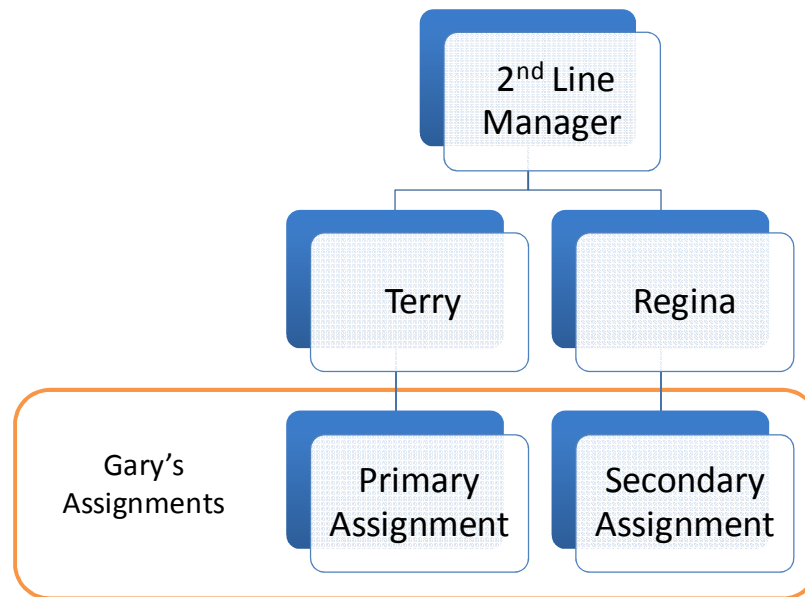 2nd Line
Manager
Terry
Regina
Gary's
Assignments
Primary
Assignment
Secondary
Assignment